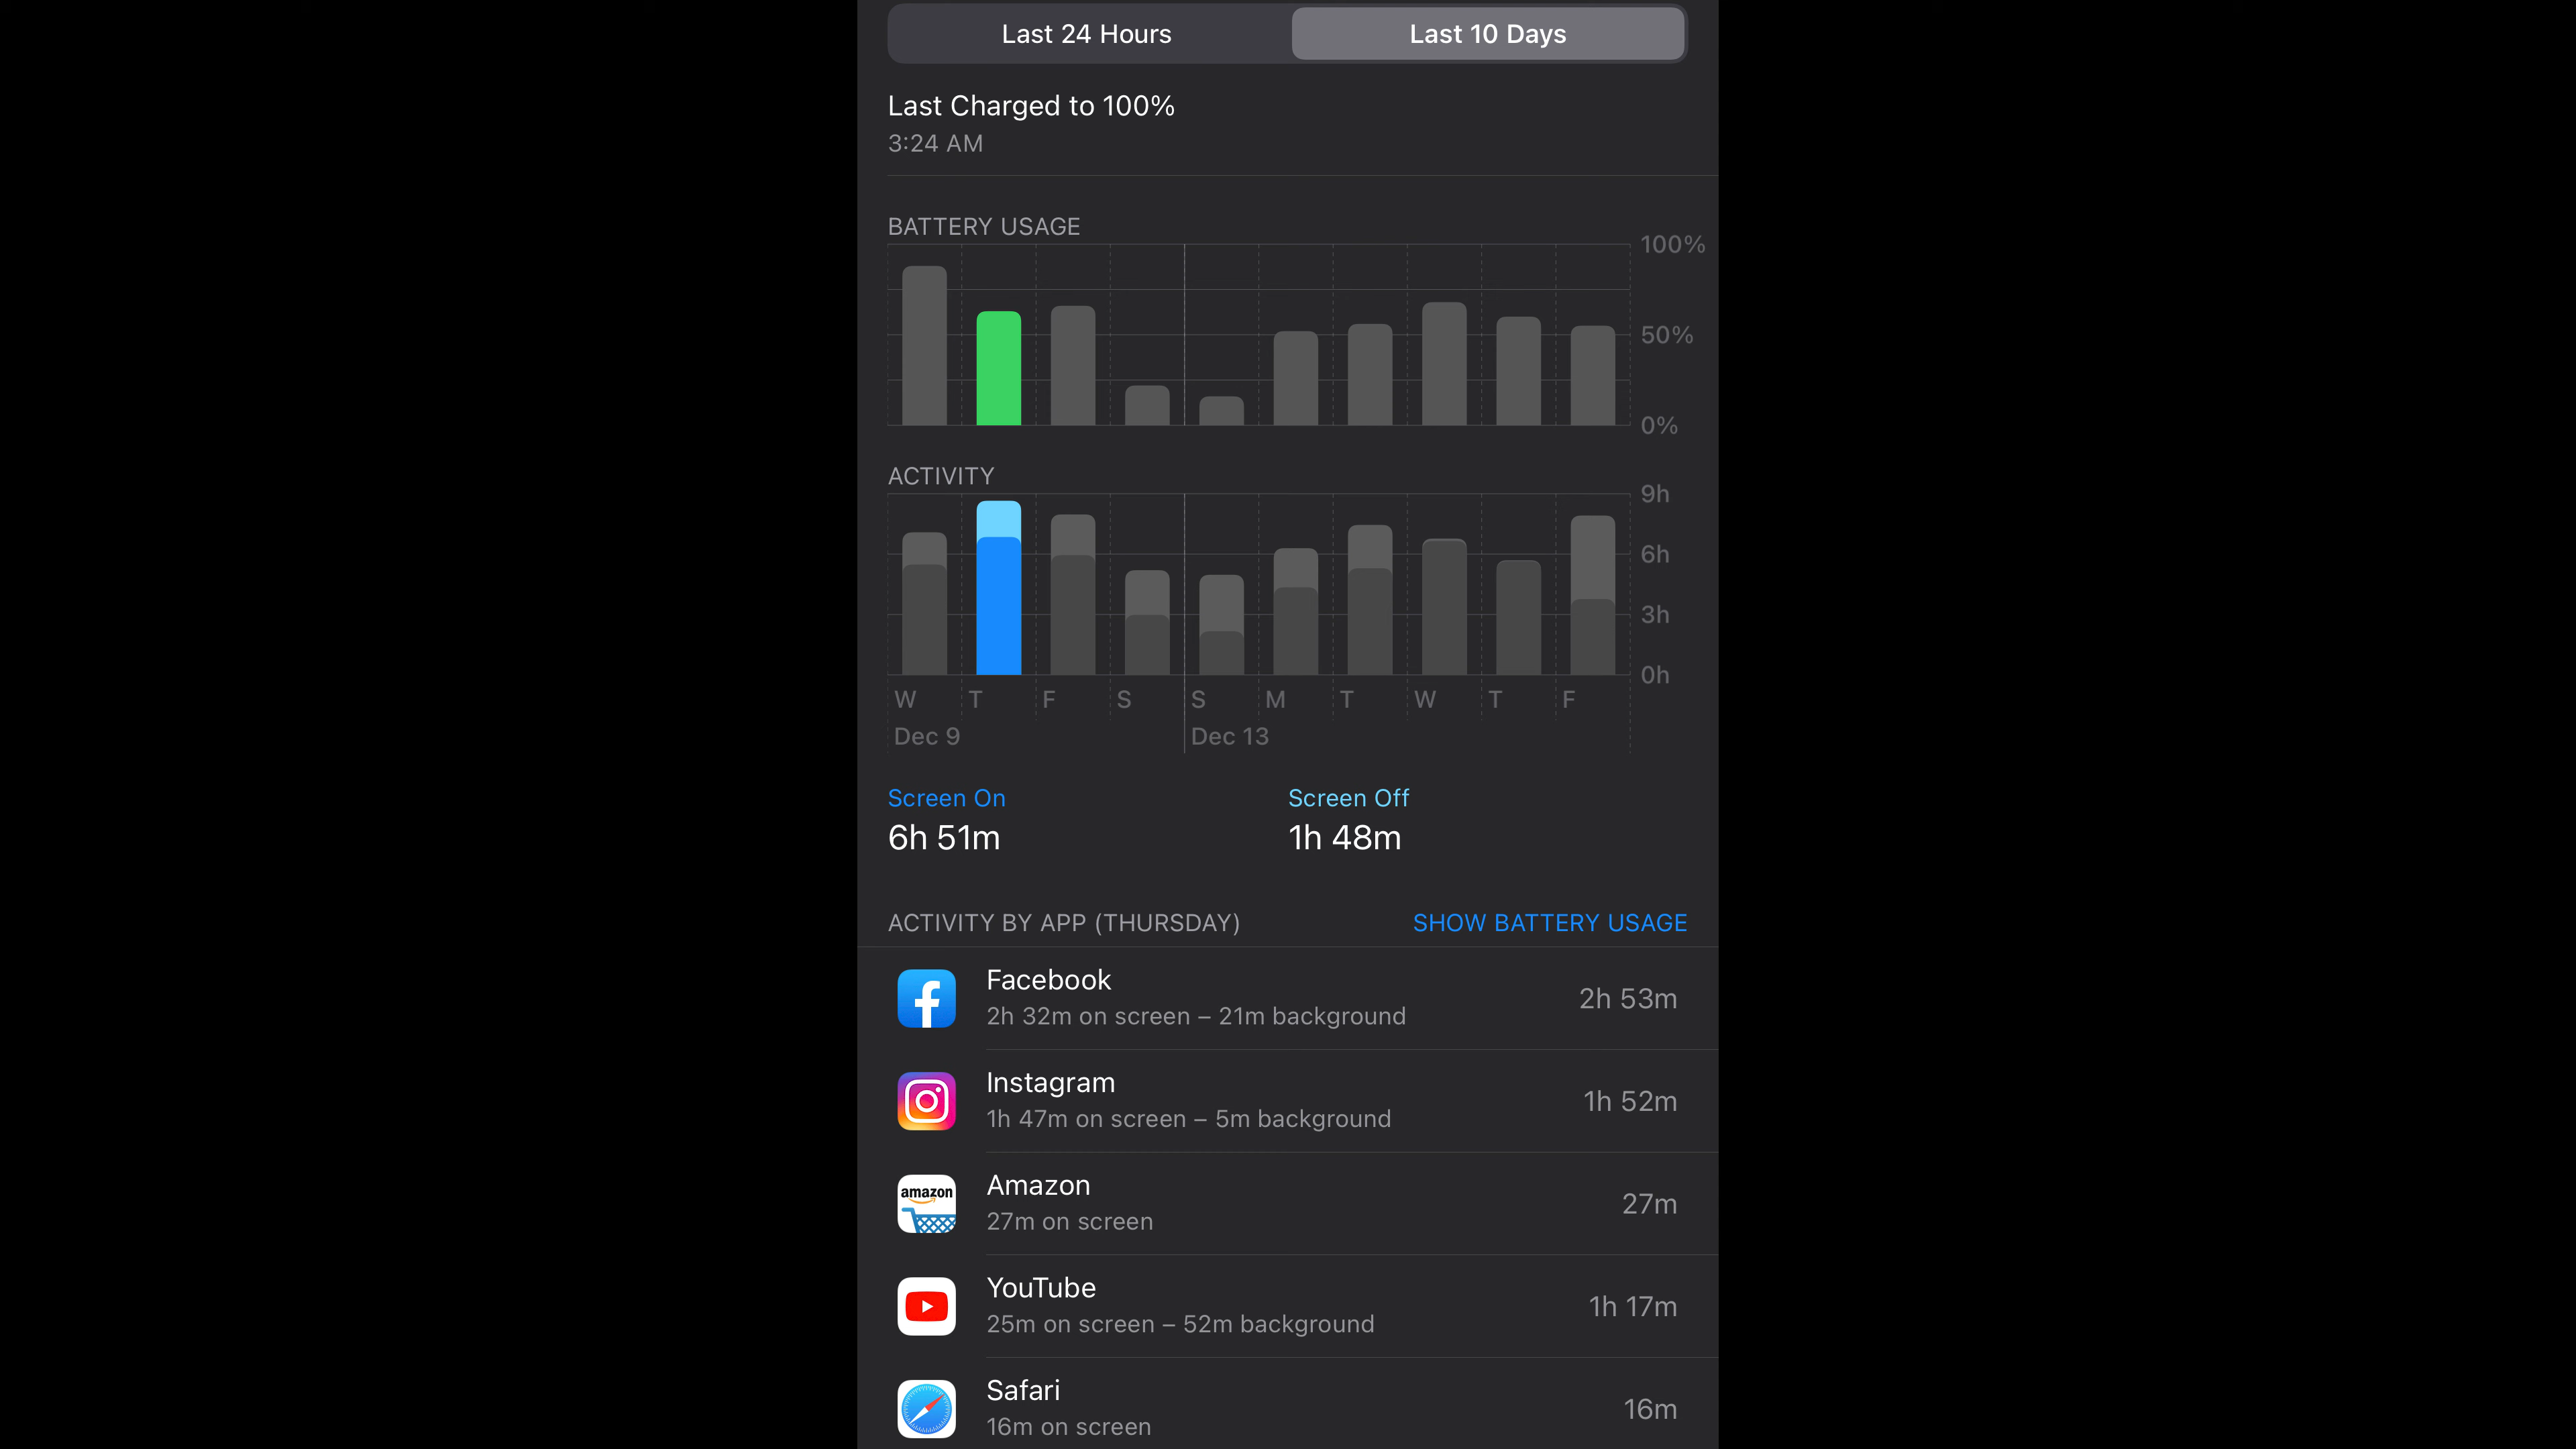 Last 24 Hours
Last 10 Days
Last Charged to 100%
3:24 AM
BATTERY USAGE
100%
50%
0%
ACTIVITY
9h
6h
3h
0h
W T F S S M T W T F
Dec 9 Dec 13
Screen On Screen Off
6h 51m 1h 48m
ACTIVITY BY APP (THURSDAY) SHOW BATTERY USAGE
Facebook
2h 32m on screen – 21m background
2h 53m
Instagram
1h 47m on screen – 5m background
1h 52m
amazon
Amazon
27m on screen
27m
YouTube
25m on screen – 52m background
1h 17m
Safari
16m on screen
16m